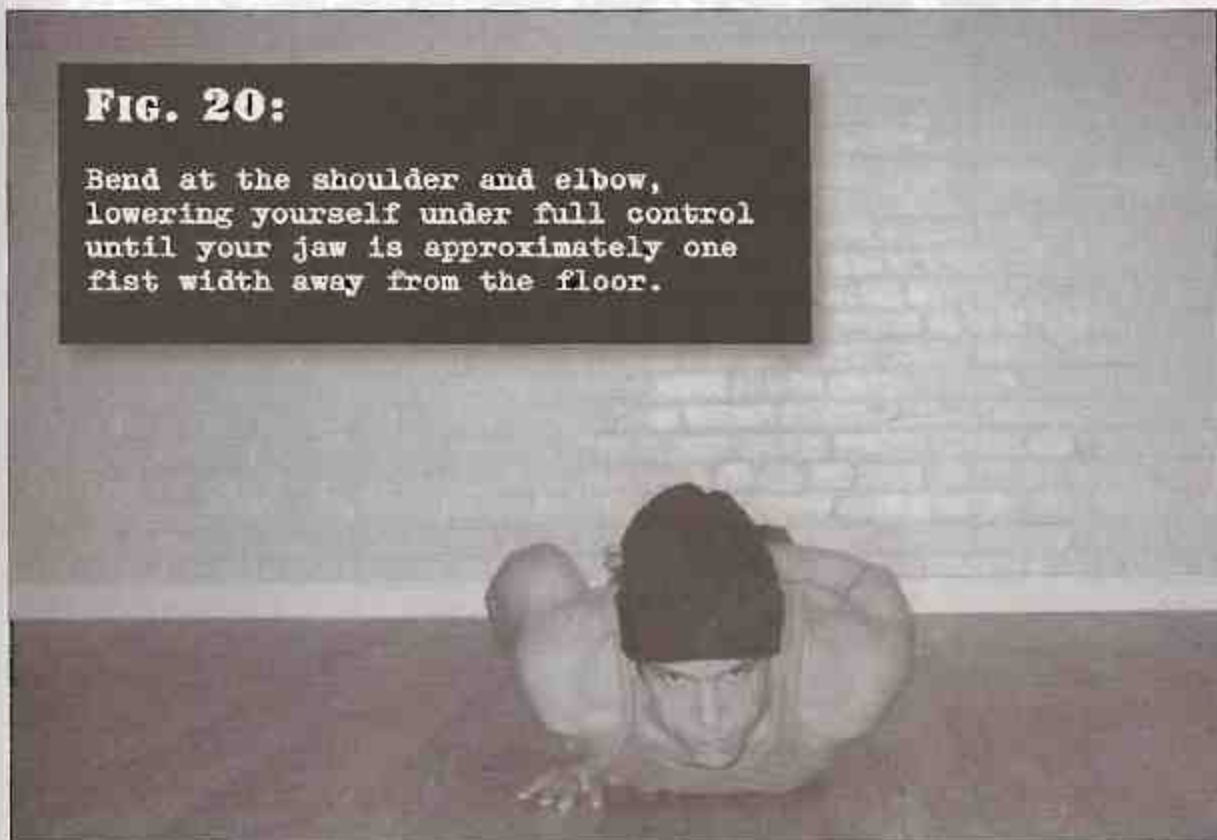 FIG. 20:
Bend at the shoulder and elbow,
lowering yourself under full control
until your jaw is approximately one
fist width away from the floor.